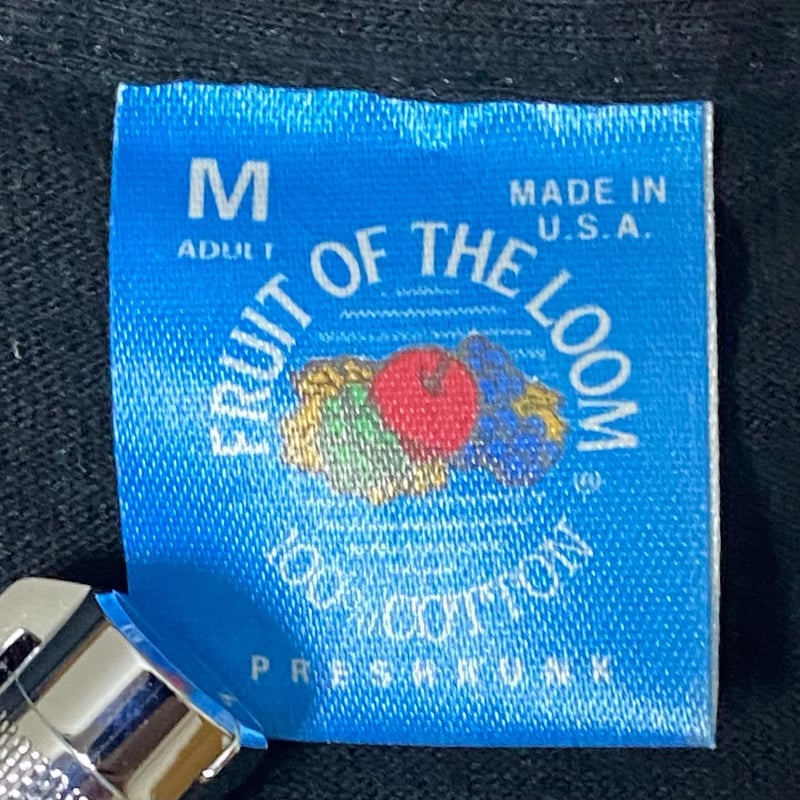 M
ADULT
MADE IN
U.S.A.
FRUIT OF THE LOOM
®
100% COTTON
PRESHRUNK